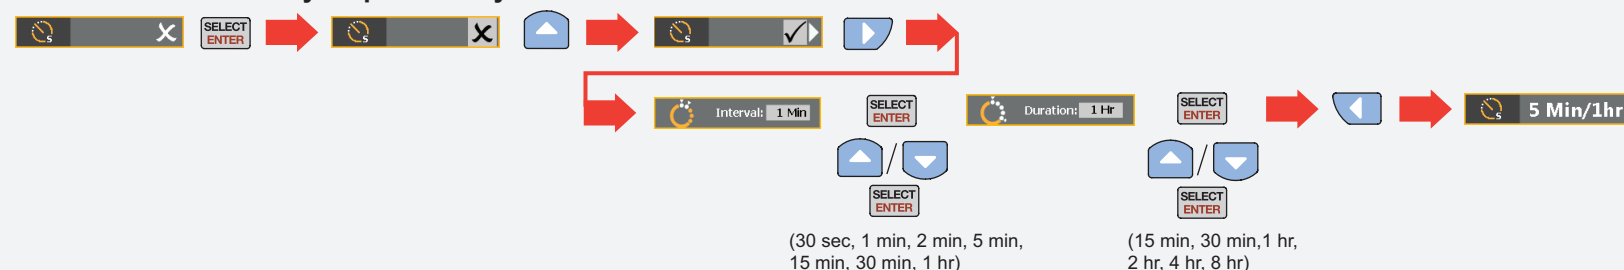 SELECT
ENTER
Interval: 1 Min
SELECT
ENTER
Duration: 1 Hr
SELECT
ENTER
5 Min/1hr
SELECT
ENTER
SELECT
ENTER
(30 sec, 1 min, 2 min, 5 min,
15 min, 30 min, 1 hr)
(15 min, 30 min,1 hr,
2 hr, 4 hr, 8 hr)